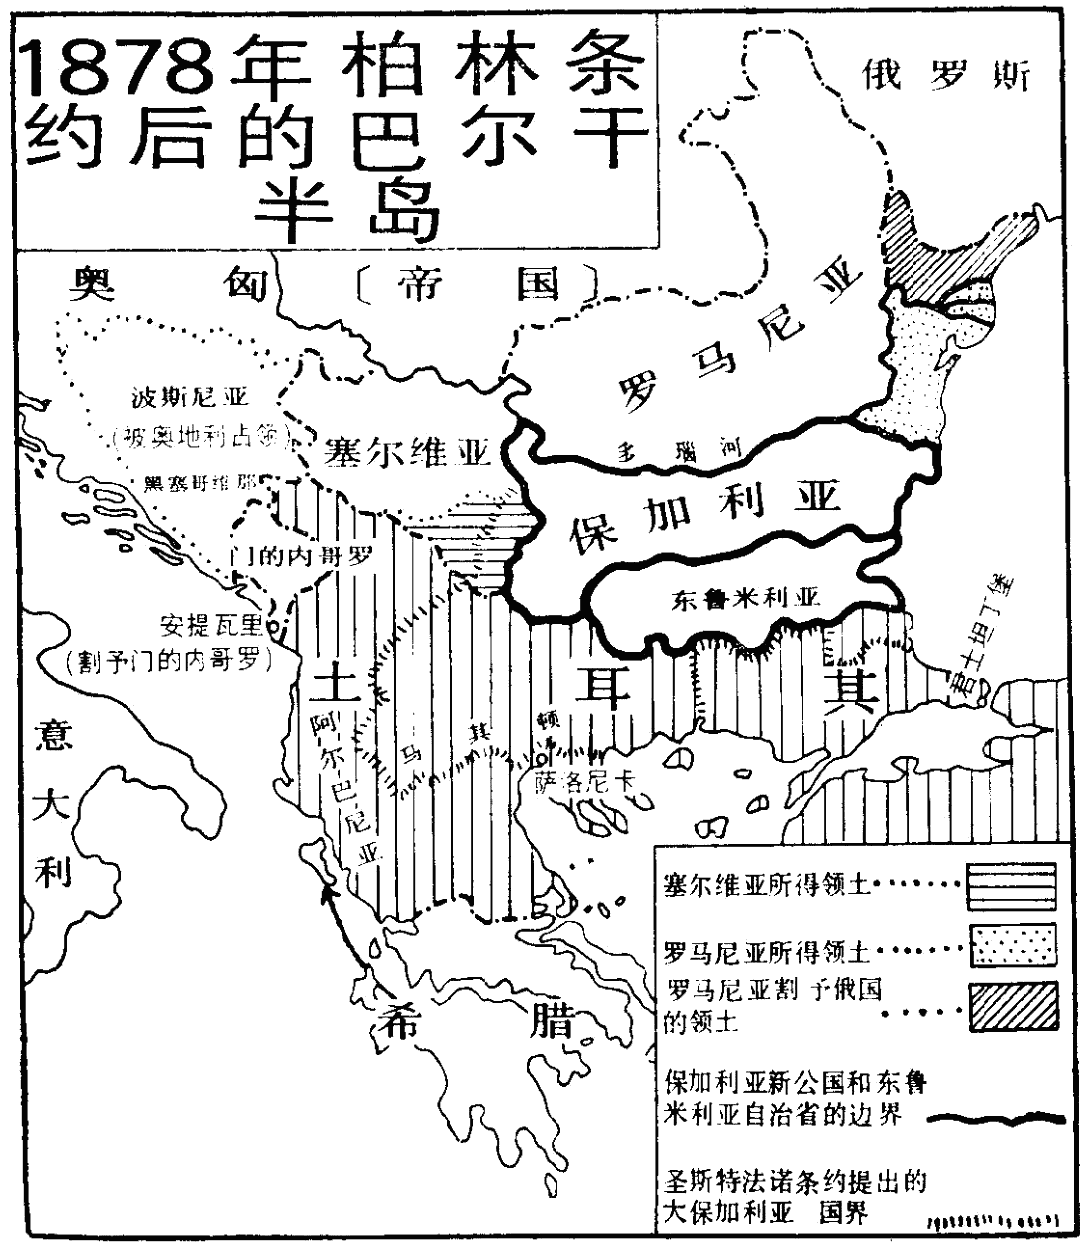 1878年柏林条
约后的巴尔干
半岛
俄罗斯
奥匈〔帝国〕
罗马尼亚
波斯尼亚
(被奥地利占领)
塞尔维亚
多瑙河
黑塞哥维那
保加利亚
门的内哥罗
东鲁米利亚
安提瓦里
(割予门的内哥罗)
君士坦丁堡
土耳其
阿尔巴尼亚
马其顿
萨洛尼卡
意大利
希腊
塞尔维亚所得领土
罗马尼亚所得领土
罗马尼亚割予俄国
的领土
保加利亚新公国和东鲁
米利亚自治省的边界
圣斯特法诺条约提出的
大保加利亚 国界